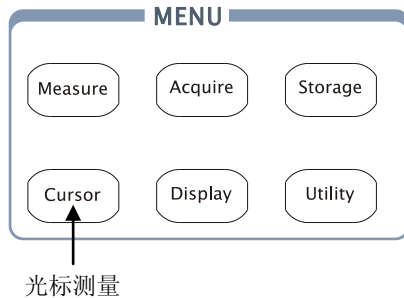 MENU
Measure Acquire Storage
Cursor Display Utility
光标测量